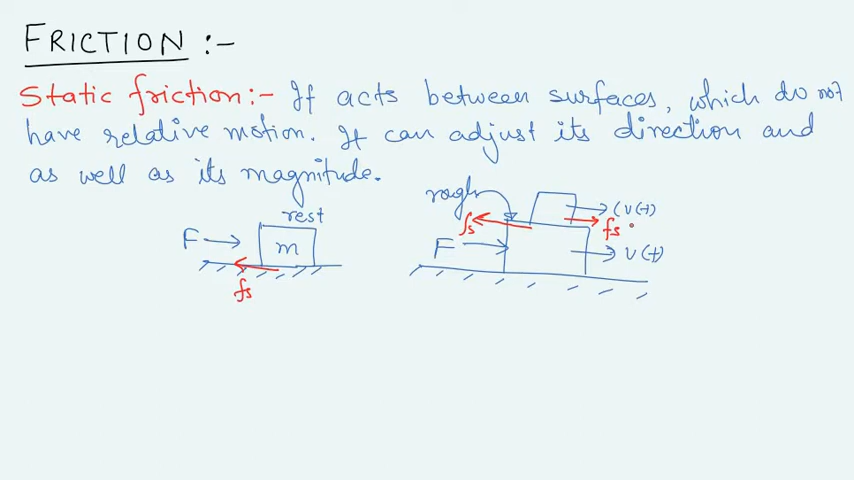 FRICTION :-
Static friction:- It acts between surfaces, which do not
have relative motion. It can adjust its direction and
as well as its magnitude.
rough
rest
(v(t)
fs
fs
F
m
F
v(t)
fs